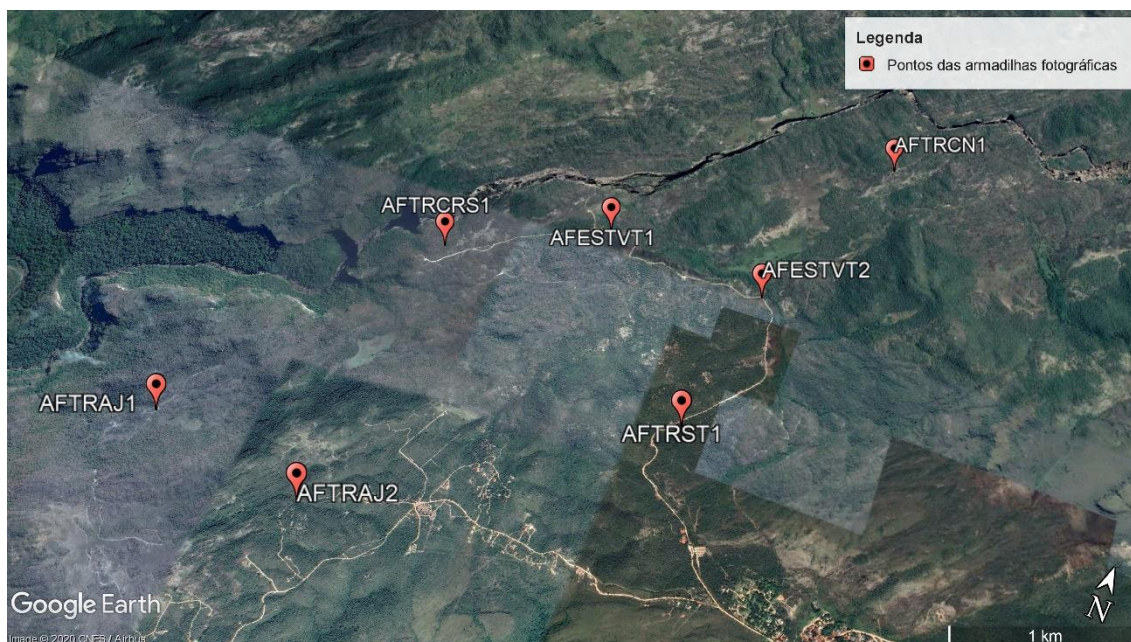 Legenda
Pontos das armadilhas fotográficas
AFTRCN1
AFTRCRS1
AFESTVT1
AFESTVT2
AFTRAJ1
AFTRST1
AFTRAJ2
Google Earth
N
Image © 2020 CNES / Airbus
1 km